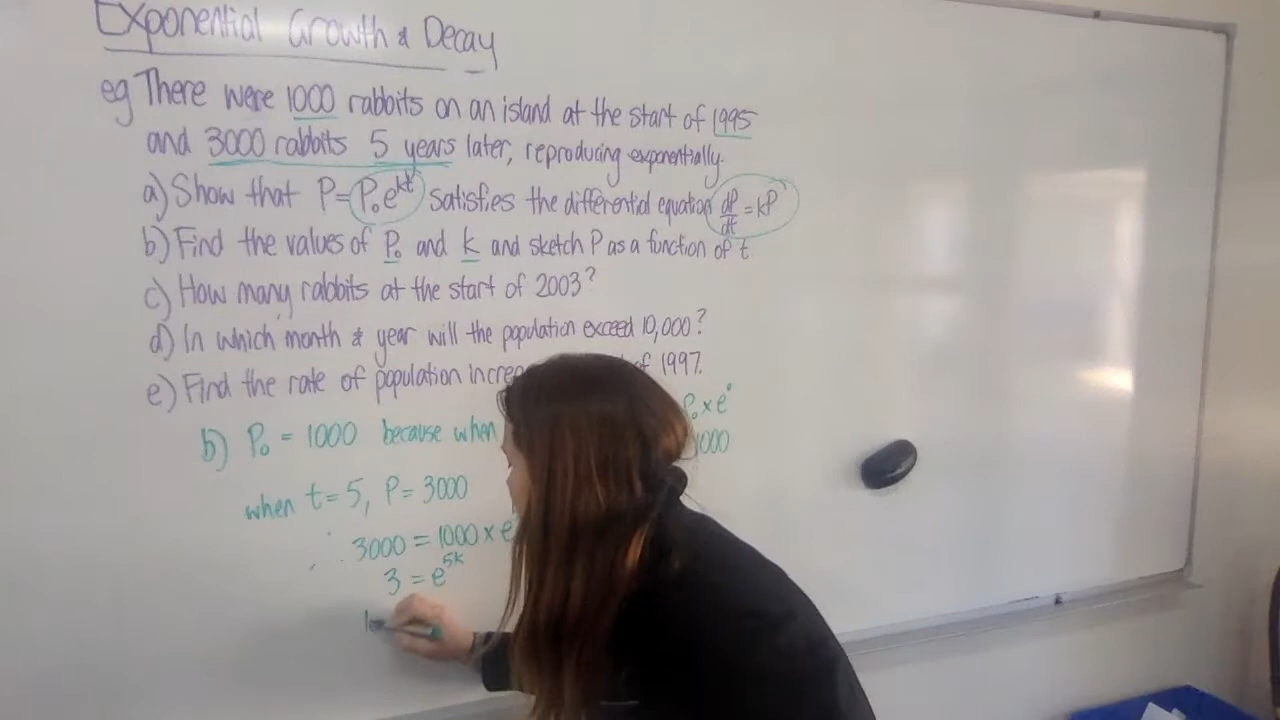 Exponential Growth & Decay
eg There were 1000 rabbits on an island at the start of 1995
and 3000 rabbits 5 years later, reproducing exponentially.
a) Show that P=P₀e^kt satisfies the differential equation dP/dt = kP
b) Find the values of P₀ and k and sketch P as a function of t.
c) How many rabbits at the start of 2003?
d) In which month & year will the population exceed 10,000?
e) Find the rate of population of 1997.
P₀ × e⁰
b) P₀ = 1000 because when 1000
when t = 5, P = 3000
∴ 3000 = 1000 × e
3 = e^5k